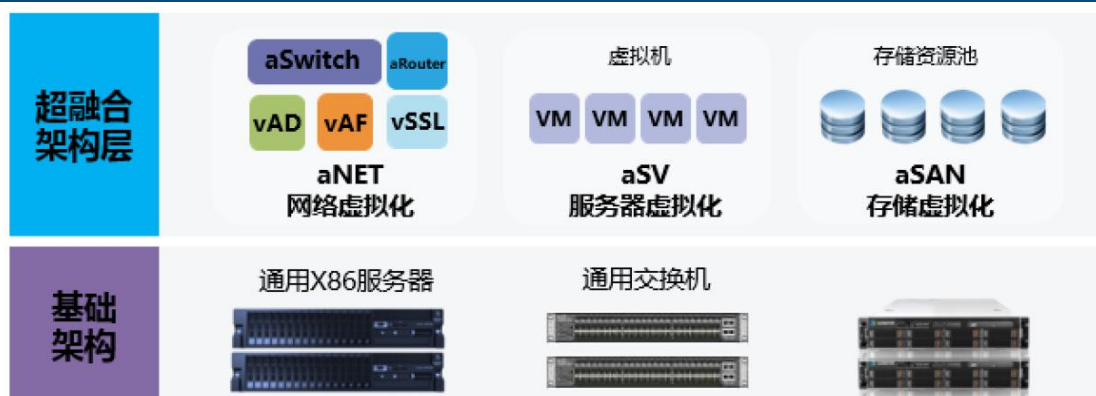 超融合
架构层
aSwitch
aRouter
vAD
vAF
vSSL
aNET
网络虚拟化
虚拟机
VM
VM
VM
VM
aSV
服务器虚拟化
存储资源池
aSAN
存储虚拟化
基础
架构
通用X86服务器
通用交换机